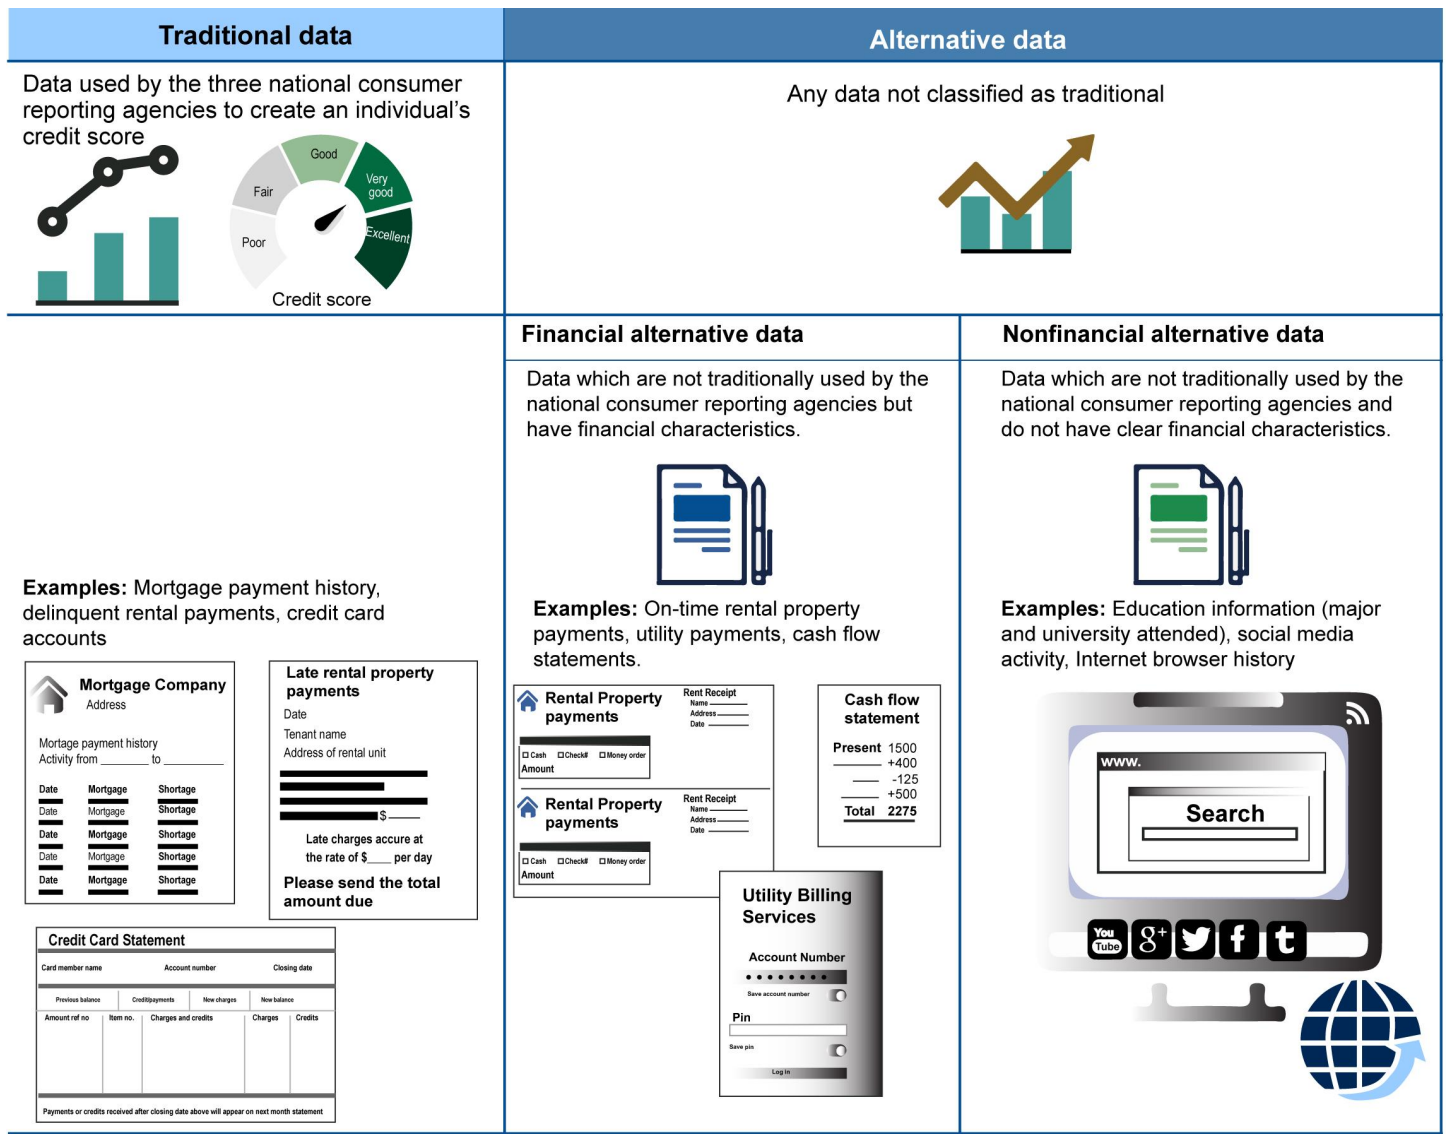 Traditional data
Alternative data
Data used by the three national consumer
reporting agencies to create an individual's
credit score
Poor
Fair
Good
Very
good
Excellent
Credit score
Any data not classified as traditional
Financial alternative data
Nonfinancial alternative data
Data which are not traditionally used by the
national consumer reporting agencies but
have financial characteristics.
Data which are not traditionally used by the
national consumer reporting agencies and
do not have clear financial characteristics.
Examples: Mortgage payment history,
delinquent rental payments, credit card
accounts
Mortgage Company
Address
Mortage payment history
Activity from ________ to __________
Date Mortgage Shortage
Date Mortgage Shortage
Date Mortgage Shortage
Date Mortgage Shortage
Date Mortgage Shortage
Late rental property
payments
Date
Tenant name
Address of rental unit
$
Late charges accure at
the rate of $___ per day
Please send the total
amount due
Credit Card Statement
Card member name Account number Closing date
Previous balance Credit/payments New charges New balance
Amount ref no Item no. Charges and credits Charges Credits
Payments or credits received after closing date above will appear on next month statement
Examples: On-time rental property
payments, utility payments, cash flow
statements.
Rental Property
payments
Rent Receipt
Name
Address
Date
Cash Check# Money order
Amount
Rental Property
payments
Rent Receipt
Name
Address
Date
Cash Check# Money order
Amount
Cash flow
statement
Present 1500
+400
-125
+500
Total 2275
Utility Billing
Services
Account Number
Save account number
Pin
Save pin
Log in
Examples: Education information (major
and university attended), social media
activity, Internet browser history
www.
Search
You
Tube
g+
f
t